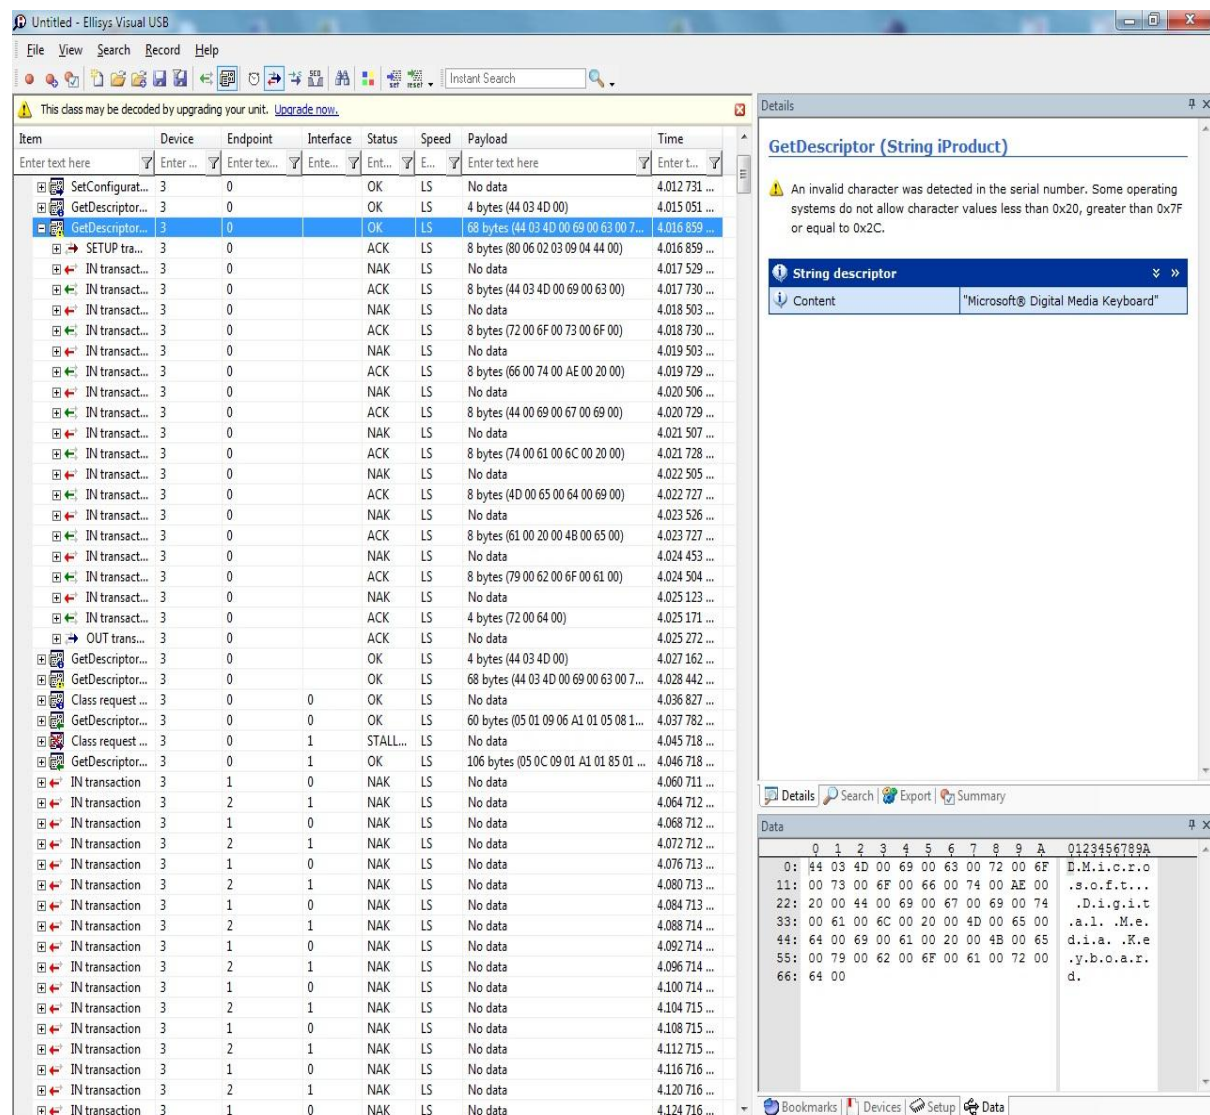 Untitled - Ellisys Visual USB
File View Search Record Help
Instant Search
This class may be decoded by upgrading your unit. Upgrade now.
Item Device Endpoint Interface Status Speed Payload Time
Enter text here Enter ... Enter tex... Ente... Ent... E... Enter text here Enter t...
SetConfigurat... 3 0 OK LS No data 4.012 731 ...
GetDescriptor... 3 0 OK LS 4 bytes (44 03 4D 00) 4.015 051 ...
GetDescriptor... 3 0 OK LS 68 bytes (44 03 4D 00 69 00 63 00 7... 4.016 859 ...
SETUP tra... 3 0 ACK LS 8 bytes (80 06 02 03 09 04 44 00) 4.016 859 ...
IN transact... 3 0 NAK LS No data 4.017 529 ...
IN transact... 3 0 ACK LS 8 bytes (44 03 4D 00 69 00 63 00) 4.017 730 ...
IN transact... 3 0 NAK LS No data 4.018 503 ...
IN transact... 3 0 ACK LS 8 bytes (72 00 6F 00 73 00 6F 00) 4.018 730 ...
IN transact... 3 0 NAK LS No data 4.019 503 ...
IN transact... 3 0 ACK LS 8 bytes (66 00 74 00 AE 00 20 00) 4.019 729 ...
IN transact... 3 0 NAK LS No data 4.020 506 ...
IN transact... 3 0 ACK LS 8 bytes (44 00 69 00 67 00 69 00) 4.020 729 ...
IN transact... 3 0 NAK LS No data 4.021 507 ...
IN transact... 3 0 ACK LS 8 bytes (74 00 61 00 6C 00 20 00) 4.021 728 ...
IN transact... 3 0 NAK LS No data 4.022 505 ...
IN transact... 3 0 ACK LS 8 bytes (4D 00 65 00 64 00 69 00) 4.022 727 ...
IN transact... 3 0 NAK LS No data 4.023 526 ...
IN transact... 3 0 ACK LS 8 bytes (61 00 20 00 4B 00 65 00) 4.023 727 ...
IN transact... 3 0 NAK LS No data 4.024 453 ...
IN transact... 3 0 ACK LS 8 bytes (79 00 62 00 6F 00 61 00) 4.024 504 ...
IN transact... 3 0 NAK LS No data 4.025 123 ...
IN transact... 3 0 ACK LS 4 bytes (72 00 64 00) 4.025 171 ...
OUT trans... 3 0 ACK LS No data 4.025 272 ...
GetDescriptor... 3 0 OK LS 4 bytes (44 03 4D 00) 4.027 162 ...
GetDescriptor... 3 0 OK LS 68 bytes (44 03 4D 00 69 00 63 00 7... 4.028 442 ...
Class request ... 3 0 0 OK LS No data 4.036 827 ...
GetDescriptor... 3 0 0 OK LS 60 bytes (05 01 09 06 A1 01 05 08 1... 4.037 782 ...
Class request ... 3 0 1 STALL... LS No data 4.045 718 ...
GetDescriptor... 3 0 1 OK LS 106 bytes (05 0C 09 01 A1 01 85 01 ... 4.046 718 ...
IN transaction 3 1 0 NAK LS No data 4.060 711 ...
IN transaction 3 2 1 NAK LS No data 4.064 712 ...
IN transaction 3 1 0 NAK LS No data 4.068 712 ...
IN transaction 3 2 1 NAK LS No data 4.072 712 ...
IN transaction 3 1 0 NAK LS No data 4.076 713 ...
IN transaction 3 2 1 NAK LS No data 4.080 713 ...
IN transaction 3 1 0 NAK LS No data 4.084 713 ...
IN transaction 3 2 1 NAK LS No data 4.088 714 ...
IN transaction 3 1 0 NAK LS No data 4.092 714 ...
IN transaction 3 2 1 NAK LS No data 4.096 714 ...
IN transaction 3 1 0 NAK LS No data 4.100 714 ...
IN transaction 3 2 1 NAK LS No data 4.104 715 ...
IN transaction 3 1 0 NAK LS No data 4.108 715 ...
IN transaction 3 2 1 NAK LS No data 4.112 715 ...
IN transaction 3 1 0 NAK LS No data 4.116 716 ...
IN transaction 3 2 1 NAK LS No data 4.120 716 ...
IN transaction 3 1 0 NAK LS No data 4.124 716 ...
Details
GetDescriptor (String iProduct)
An invalid character was detected in the serial number. Some operating
systems do not allow character values less than 0x20, greater than 0x7F
or equal to 0x2C.
String descriptor
Content "Microsoft® Digital Media Keyboard"
Details Search Export Summary
Data
0 1 2 3 4 5 6 7 8 9 A 0123456789A
0: 44 03 4D 00 69 00 63 00 72 00 6F D.M.i.c.r.o
11: 00 73 00 6F 00 66 00 74 00 AE 00 .s.o.f.t...
22: 20 00 44 00 69 00 67 00 69 00 74 .D.i.g.i.t
33: 00 61 00 6C 00 20 00 4D 00 65 00 .a.l. .M.e.
44: 64 00 69 00 61 00 20 00 4B 00 65 d.i.a. .K.e
55: 00 79 00 62 00 6F 00 61 00 72 00 .y.b.o.a.r.
66: 64 00 d.
Bookmarks Devices Setup Data